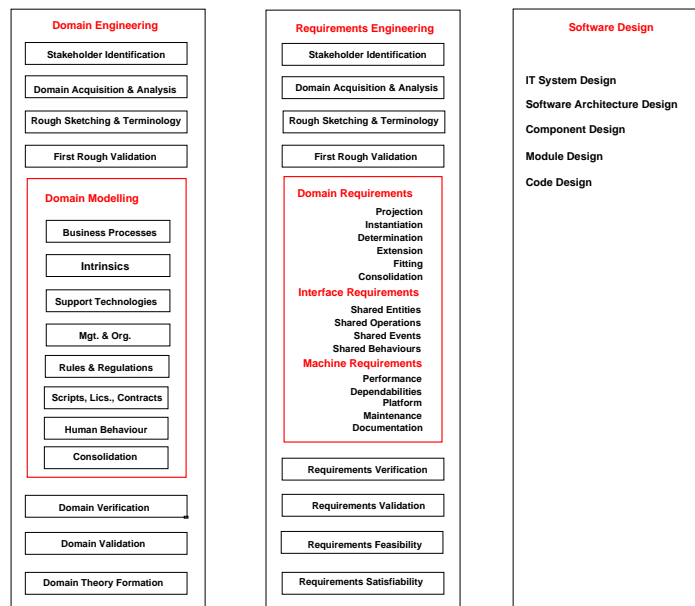 Domain Engineering
Stakeholder Identification
Domain Acquisition & Analysis
Rough Sketching & Terminology
First Rough Validation
Domain Modelling
Business Processes
Intrinsics
Support Technologies
Mgt. & Org.
Rules & Regulations
Scripts, Lics., Contracts
Human Behaviour
Consolidation
Domain Verification
Domain Validation
Domain Theory Formation
Requirements Engineering
Stakeholder Identification
Domain Acquisition & Analysis
Rough Sketching & Terminology
First Rough Validation
Domain Requirements
Projection
Instantiation
Determination
Extension
Fitting
Consolidation
Interface Requirements
Shared Entities
Shared Operations
Shared Events
Shared Behaviours
Machine Requirements
Performance
Dependabilities
Platform
Maintenance
Documentation
Requirements Verification
Requirements Validation
Requirements Feasibility
Requirements Satisfiability
Software Design
IT System Design
Software Architecture Design
Component Design
Module Design
Code Design